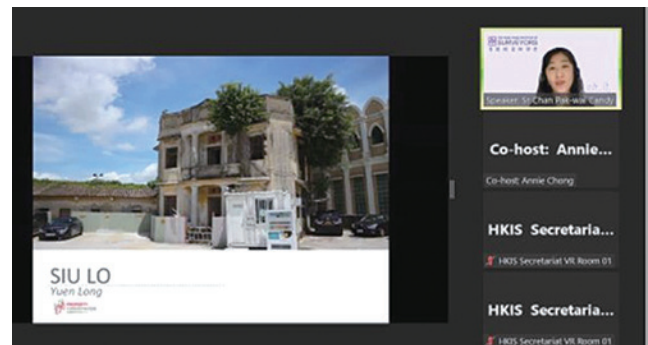 SURVEYORS
Speaker: Sr Chan Pak-wai Candy
Co-host: Annie...
Co-host: Annie Chong
HKIS Secretaria...
HKIS Secretariat VR Room 01
HKIS Secretaria...
HKIS Secretariat VR Room 01
SIU LO
Yuen Long